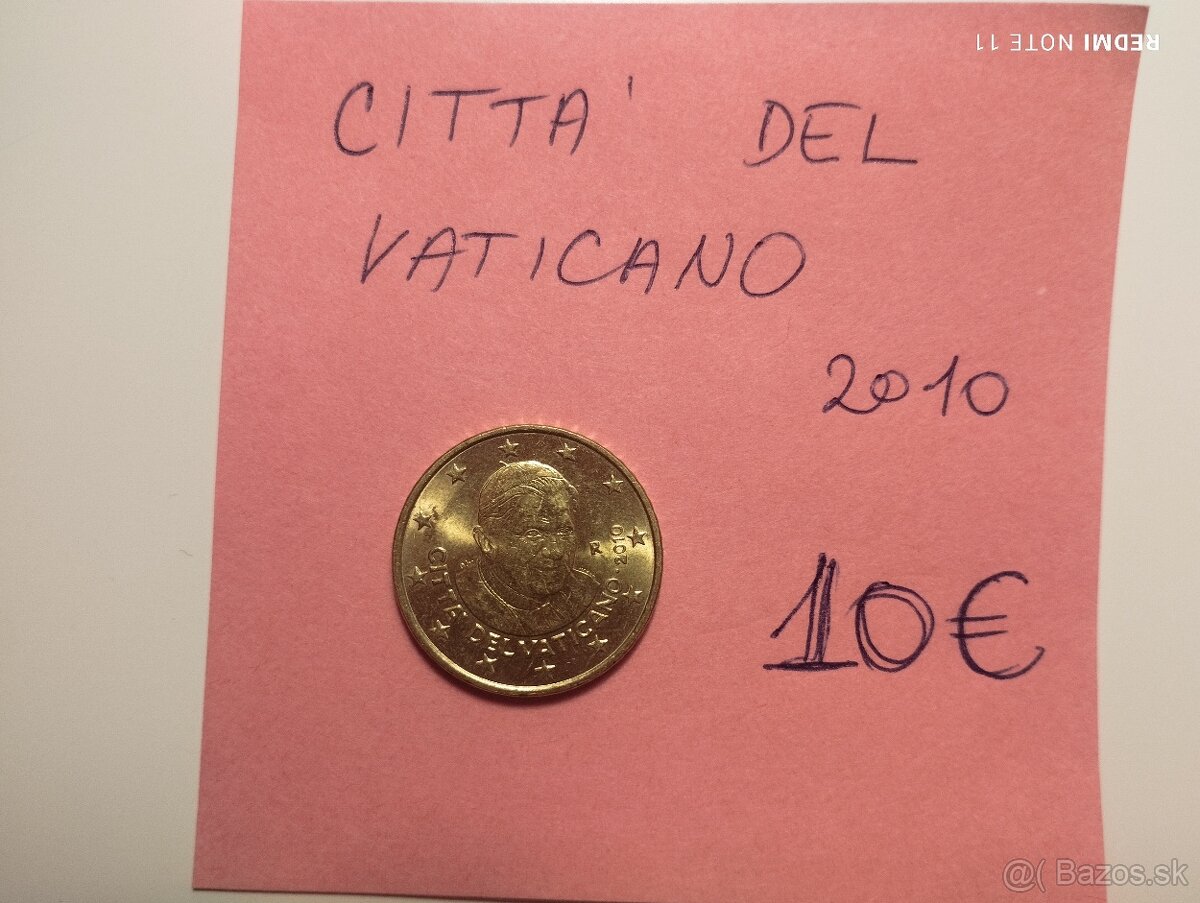 REDMI NOTE 11
CITTA' DEL
VATICANO
2010
CITTA' DEL VATICANO 2010
R
10€
@( Bazos.sk